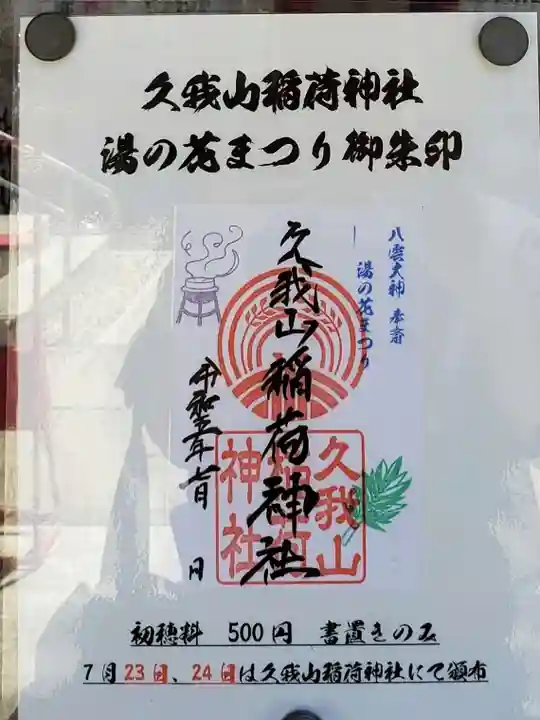 久我山稲荷神社
湯の花まつり御朱印
八雲大神 奉斎
湯の花まつり
久我山稲荷神社
令和五年七月 日
久我山
稲荷
神社
初穂料 500円 書置きのみ
7月23日、24日は久我山稲荷神社にて頒布